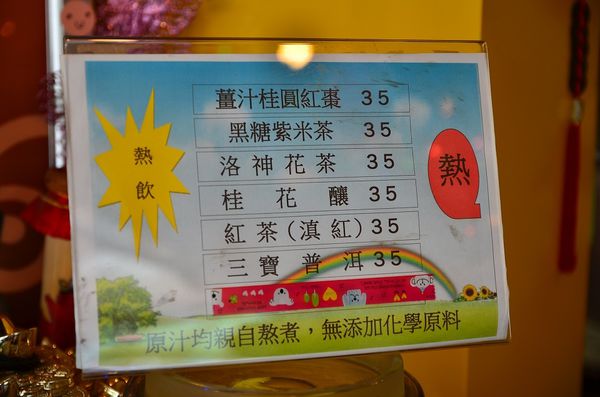 熱飲
薑汁桂圓紅棗 35
黑糖紫米茶 35
洛神花茶 35
桂花釀 35
紅茶(滇紅) 35
三寶普洱 35
熱
原汁均親自熬煮，無添加化學原料